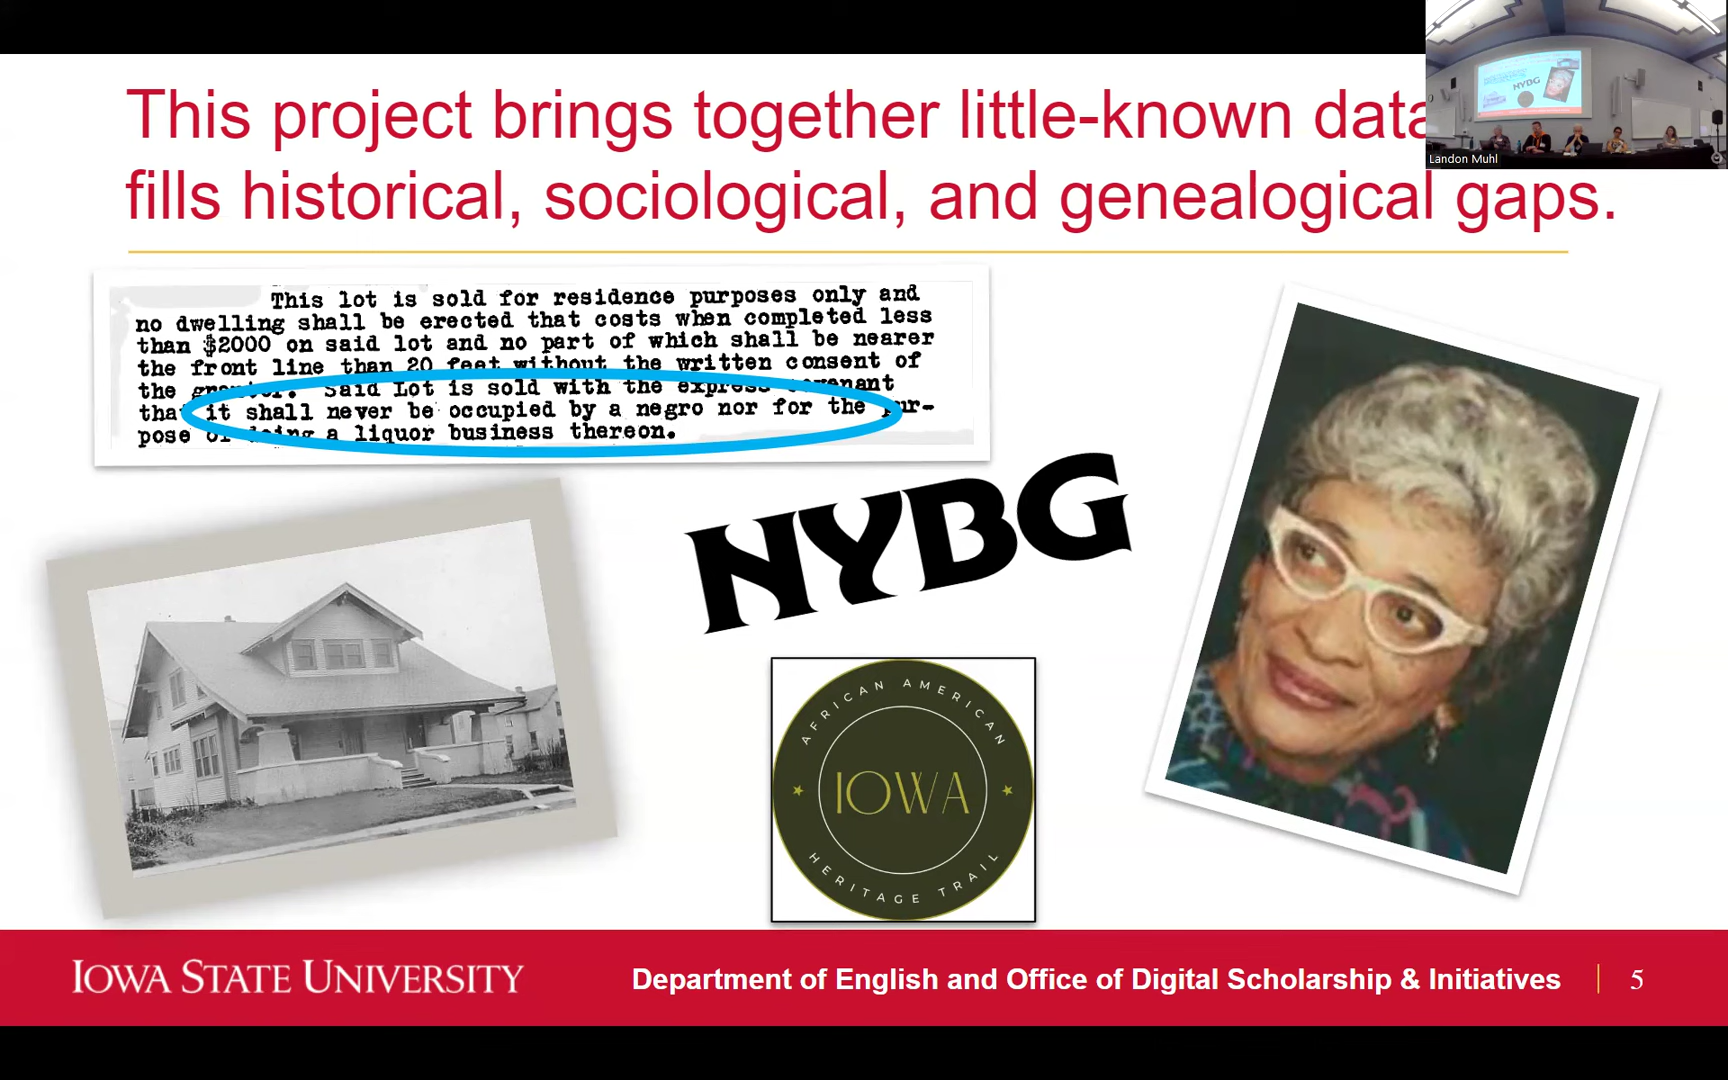 This project brings together little-known data
fills historical, sociological, and genealogical gaps.
Landon Muhl
This lot is sold for residence purposes only and
no dwelling shall be erected that costs when completed less
than $2000 on said lot and no part of which shall be nearer
the front line than 20 feet without the written consent of
the grantor. Said Lot is sold with the express covenant
that it shall never be occupied by a negro nor for the pur-
pose of doing a liquor business thereon.
NYBG
AFRICAN AMERICAN
IOWA
HERITAGE TRAIL
IOWA STATE UNIVERSITY
Department of English and Office of Digital Scholarship & Initiatives
5